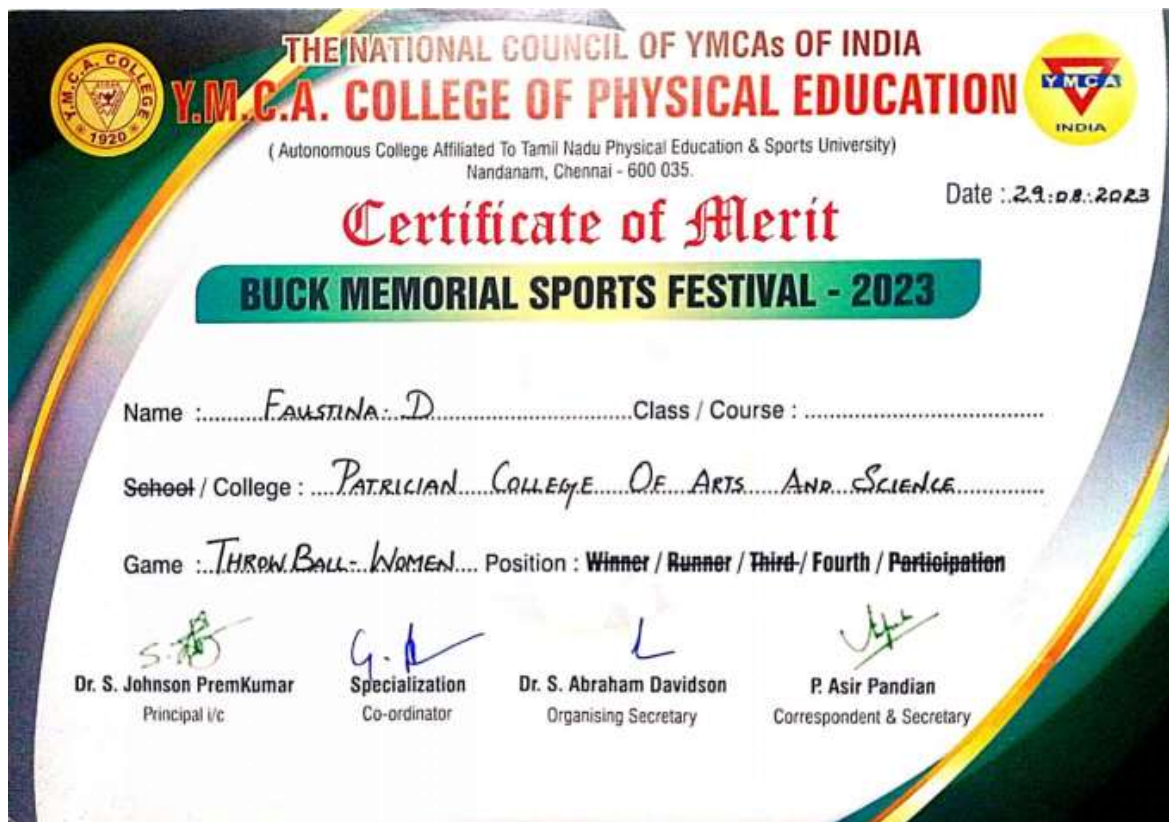 THE NATIONAL COUNCIL OF YMCAs OF INDIA
Y.M.C.A. COLLEGE
1920
Y.M.C.A. COLLEGE OF PHYSICAL EDUCATION
YMCA
INDIA
( Autonomous College Affiliated To Tamil Nadu Physical Education & Sports University)
Nandanam, Chennai - 600 035.
Date : 29.08.2023
Certificate of Merit
BUCK MEMORIAL SPORTS FESTIVAL - 2023
Name : FAUSTINA. D Class / Course :
School / College : PATRICIAN COLLEGE OF ARTS AND SCIENCE
Game : THROW BALL - WOMEN Position : Winner / Runner / Third / Fourth / Participation
Dr. S. Johnson PremKumar Specialization Dr. S. Abraham Davidson P. Asir Pandian
Principal i/c Co-ordinator Organising Secretary Correspondent & Secretary